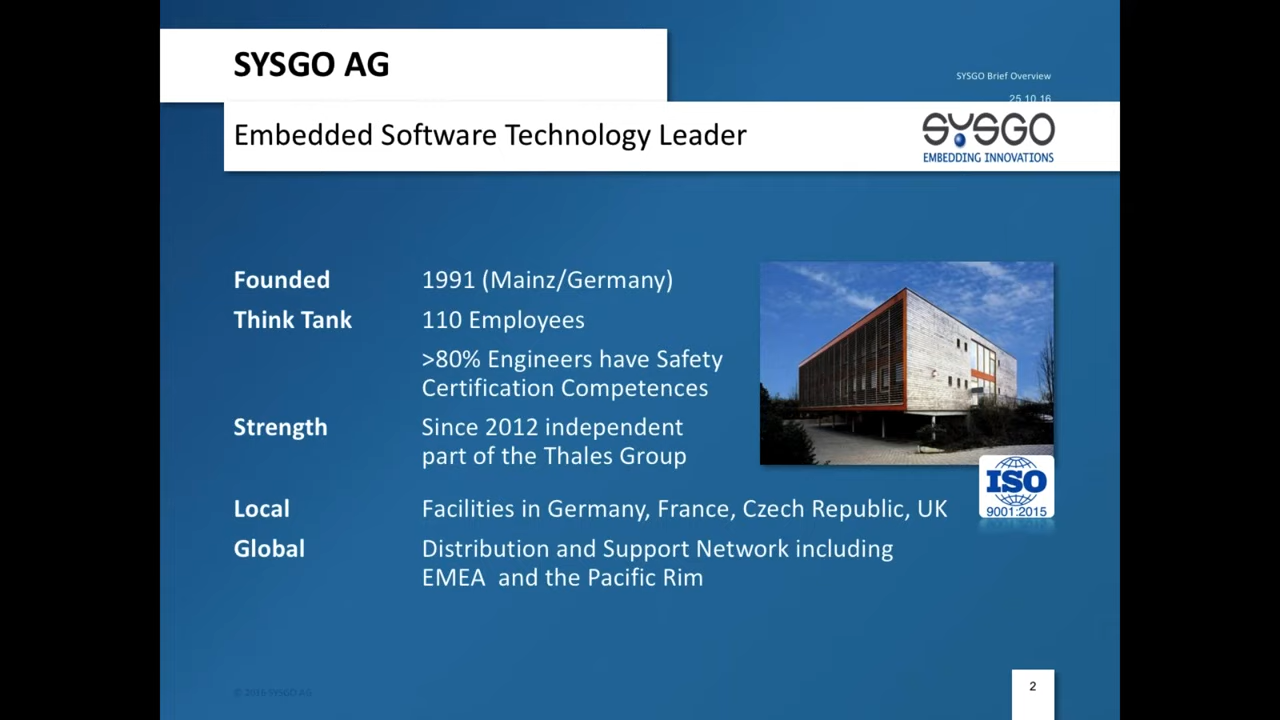 SYSGO AG
SYSGO Brief Overview
25.10.16
Embedded Software Technology Leader
SYSGO
EMBEDDING INNOVATIONS
Founded 1991 (Mainz/Germany)
Think Tank 110 Employees
>80% Engineers have Safety
Certification Competences
Strength Since 2012 independent
part of the Thales Group
ISO
9001:2015
Local Facilities in Germany, France, Czech Republic, UK
Global Distribution and Support Network including
EMEA and the Pacific Rim
© 2016 SYSGO AG
2